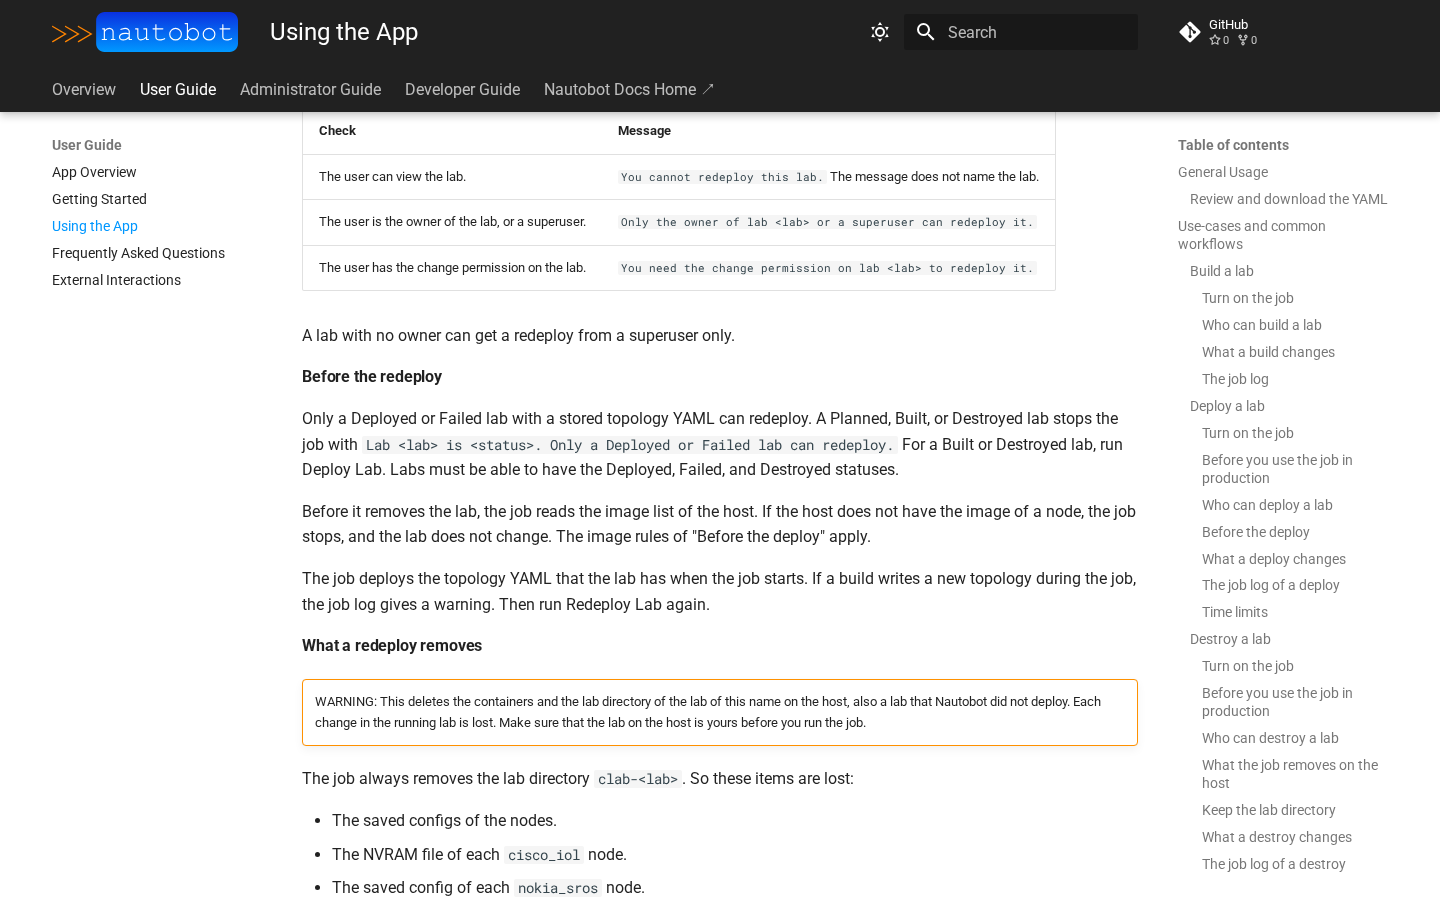 >>> nautobot
Using the App
Search
GitHub
0 0
Overview User Guide Administrator Guide Developer Guide Nautobot Docs Home ↗
User Guide
App Overview
Getting Started
Using the App
Frequently Asked Questions
External Interactions
Check Message
The user can view the lab. You cannot redeploy this lab. The message does not name the lab.
The user is the owner of the lab, or a superuser. Only the owner of lab <lab> or a superuser can redeploy it.
The user has the change permission on the lab. You need the change permission on lab <lab> to redeploy it.
A lab with no owner can get a redeploy from a superuser only.
Before the redeploy
Only a Deployed or Failed lab with a stored topology YAML can redeploy. A Planned, Built, or Destroyed lab stops the
job with Lab <lab> is <status>. Only a Deployed or Failed lab can redeploy. For a Built or Destroyed lab, run
Deploy Lab. Labs must be able to have the Deployed, Failed, and Destroyed statuses.
Before it removes the lab, the job reads the image list of the host. If the host does not have the image of a node, the job
stops, and the lab does not change. The image rules of "Before the deploy" apply.
The job deploys the topology YAML that the lab has when the job starts. If a build writes a new topology during the job,
the job log gives a warning. Then run Redeploy Lab again.
What a redeploy removes
WARNING: This deletes the containers and the lab directory of the lab of this name on the host, also a lab that Nautobot did not deploy. Each
change in the running lab is lost. Make sure that the lab on the host is yours before you run the job.
The job always removes the lab directory clab-<lab>. So these items are lost:
• The saved configs of the nodes.
• The NVRAM file of each cisco_iol node.
• The saved config of each nokia_sros node.
Table of contents
General Usage
Review and download the YAML
Use-cases and common
workflows
Build a lab
Turn on the job
Who can build a lab
What a build changes
The job log
Deploy a lab
Turn on the job
Before you use the job in
production
Who can deploy a lab
Before the deploy
What a deploy changes
The job log of a deploy
Time limits
Destroy a lab
Turn on the job
Before you use the job in
production
Who can destroy a lab
What the job removes on the
host
Keep the lab directory
What a destroy changes
The job log of a destroy